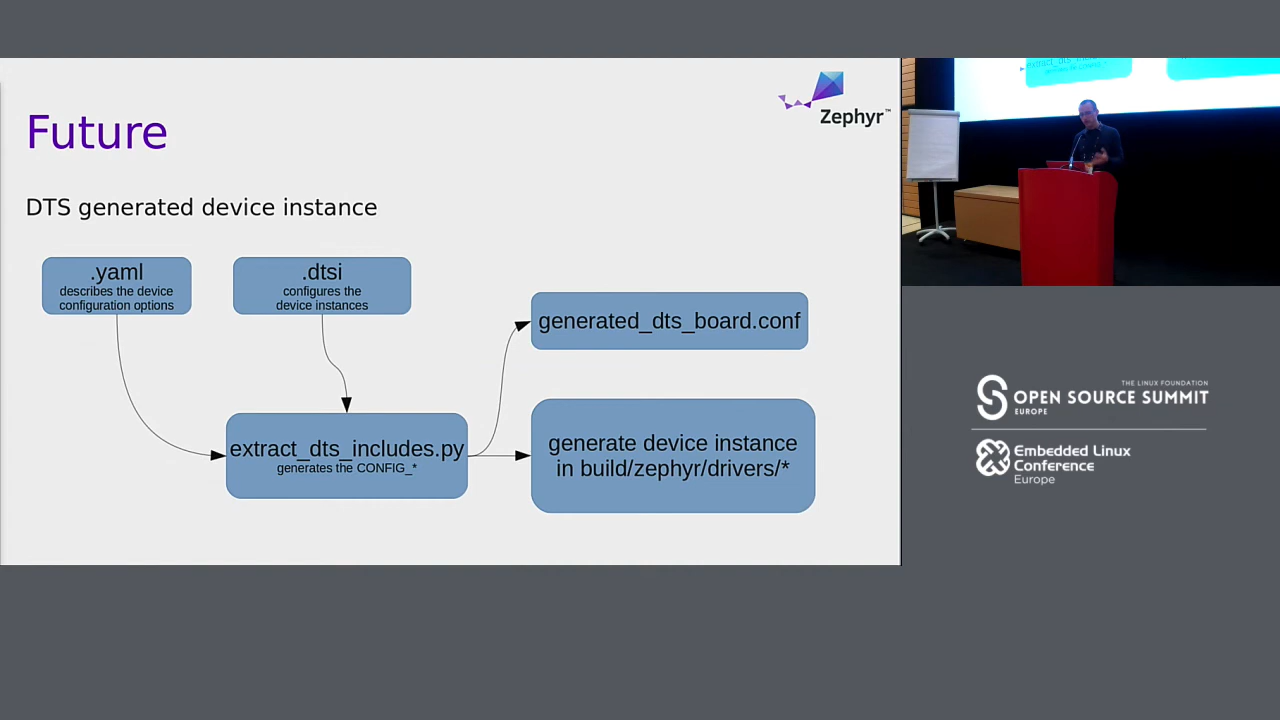 Zephyr™
Future
DTS generated device instance
.yaml
describes the device
configuration options
.dtsi
configures the
device instances
generated_dts_board.conf
extract_dts_includes.py
generates the CONFIG_*
generate device instance
in build/zephyr/drivers/*
THE LINUX FOUNDATION
OPEN SOURCE SUMMIT
EUROPE
Embedded Linux
Conference
Europe